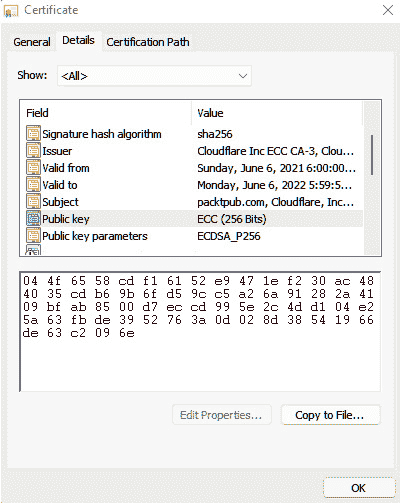 Certificate
General Details Certification Path
Show: <All>
Field Value
Signature hash algorithm sha256
Issuer Cloudflare Inc ECC CA-3, Clou...
Valid from Sunday, June 6, 2021 6:00:00...
Valid to Monday, June 6, 2022 5:59:5...
Subject packtpub.com, Cloudflare, Inc...
Public key ECC (256 Bits)
Public key parameters ECDSA_P256
04 4f 65 58 cd f1 61 52 e9 47 1e f2 30 ac 48
40 35 cd b6 9b 6f d5 9c c5 a2 6a 91 28 2a 41
09 bf ab 85 00 d7 ec cd 99 5e 2c 4d d1 04 e2
5a 63 fb de 39 52 76 3a 0d 02 8d 38 54 19 66
de 63 c2 09 6e
Edit Properties... Copy to File...
OK